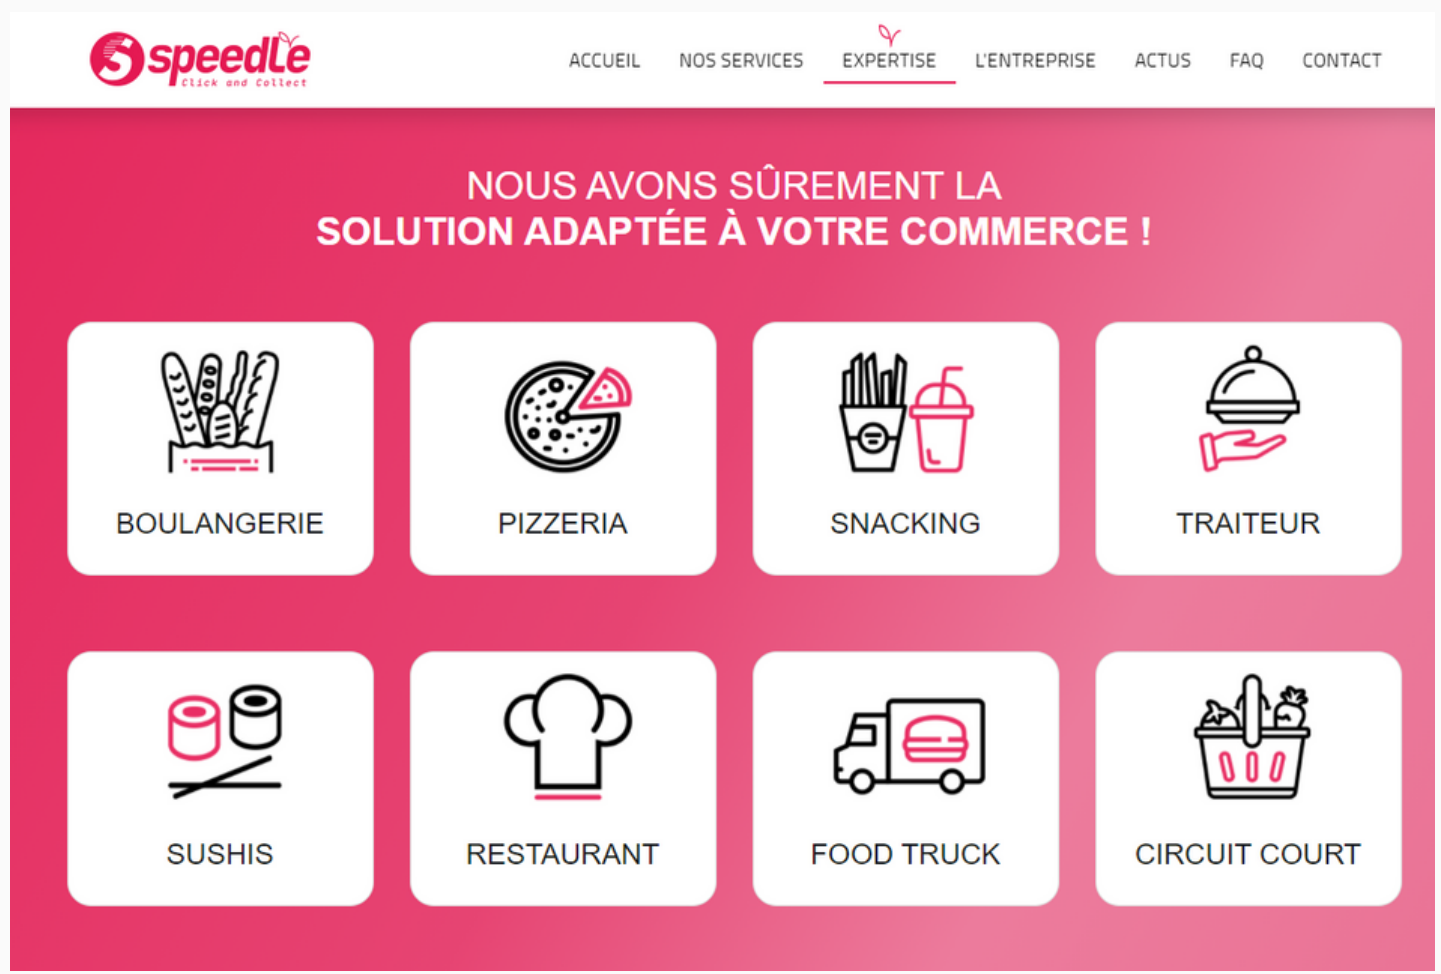 speedle
Click and Collect
ACCUEIL NOS SERVICES EXPERTISE L'ENTREPRISE ACTUS FAQ CONTACT
NOUS AVONS SÛREMENT LA
SOLUTION ADAPTÉE À VOTRE COMMERCE !
BOULANGERIE
PIZZERIA
SNACKING
TRAITEUR
SUSHIS
RESTAURANT
FOOD TRUCK
CIRCUIT COURT